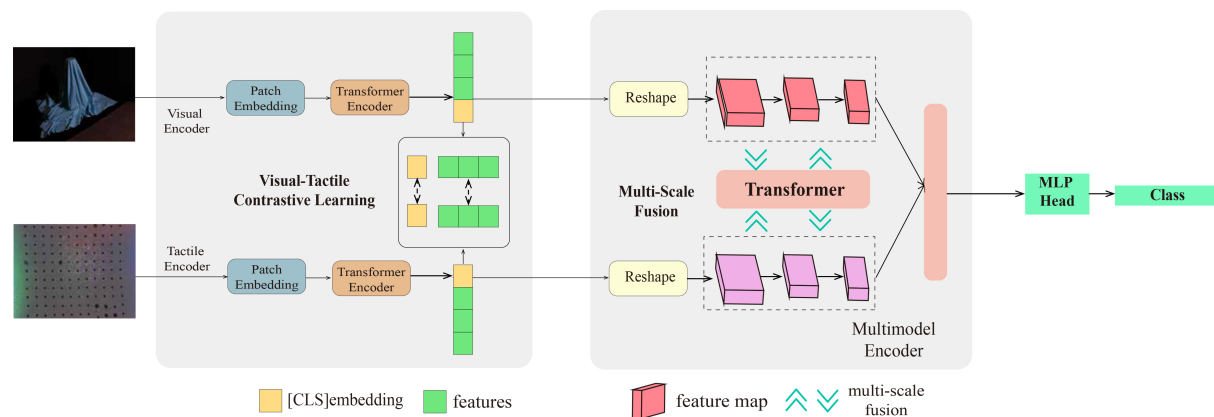 Visual
Encoder
Patch
Embedding
Transformer
Encoder
Visual-Tactile
Contrastive Learning
Tactile
Encoder
Patch
Embedding
Transformer
Encoder
Reshape
Multi-Scale
Fusion
Transformer
Reshape
Multimodel
Encoder
MLP
Head
Class
[CLS]embedding
features
feature map
multi-scale
fusion